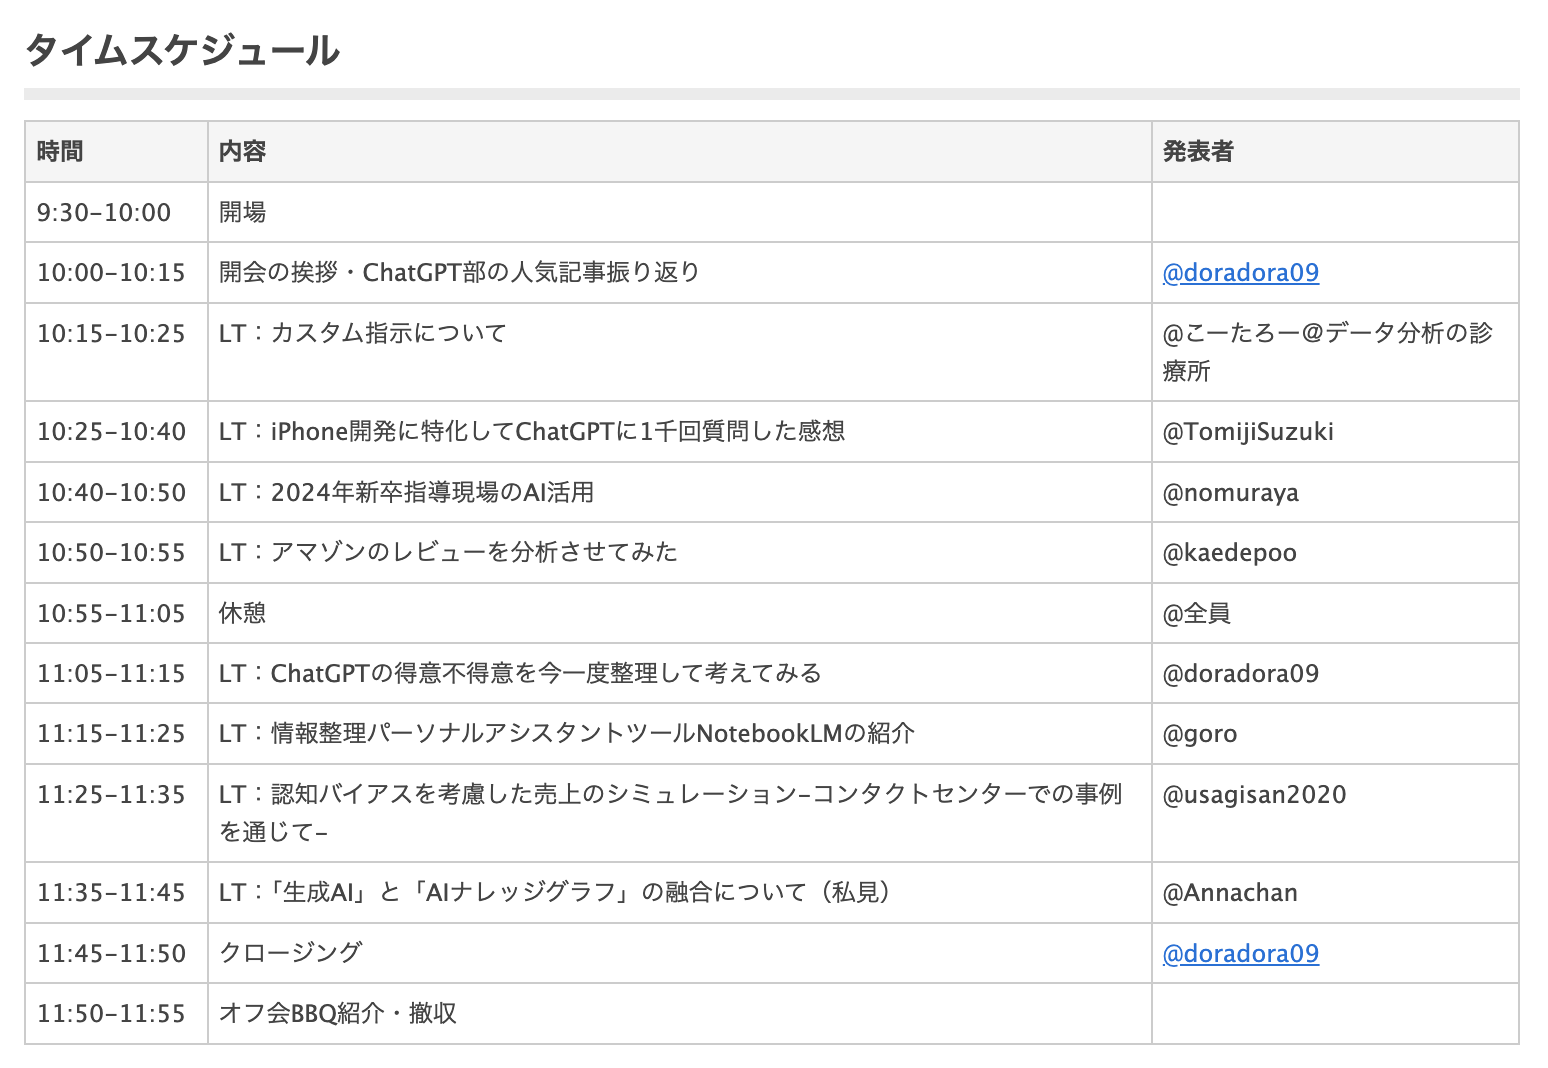 タイムスケジュール
時間 内容 発表者
9:30-10:00 開場
10:00-10:15 開会の挨拶・ChatGPT部の人気記事振り返り @doradora09
10:15-10:25 LT：カスタム指示について @こーたろー＠データ分析の診
療所
10:25-10:40 LT：iPhone開発に特化してChatGPTに1千回質問した感想 @TomijiSuzuki
10:40-10:50 LT：2024年新卒指導現場のAI活用 @nomuraya
10:50-10:55 LT：アマゾンのレビューを分析させてみた @kaedepoo
10:55-11:05 休憩 @全員
11:05-11:15 LT：ChatGPTの得意不得意を今一度整理して考えてみる @doradora09
11:15-11:25 LT：情報整理パーソナルアシスタントツールNotebookLMの紹介 @goro
11:25-11:35 LT：認知バイアスを考慮した売上のシミュレーション-コンタクトセンターでの事例 @usagisan2020
を通じて-
11:35-11:45 LT：「生成AI」と「AIナレッジグラフ」の融合について（私見） @Annachan
11:45-11:50 クロージング @doradora09
11:50-11:55 オフ会BBQ紹介・撤収